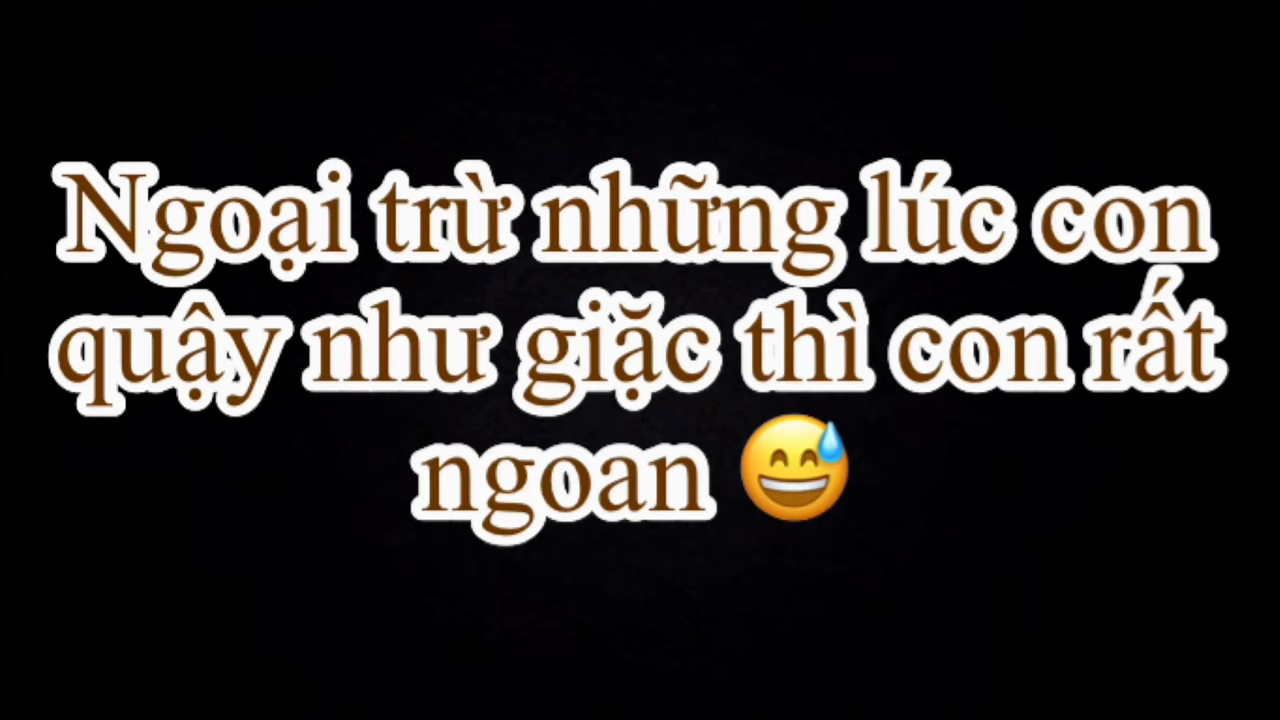 Ngoại trừ những lúc con
quậy như giặc thì con rất
ngoan 😅